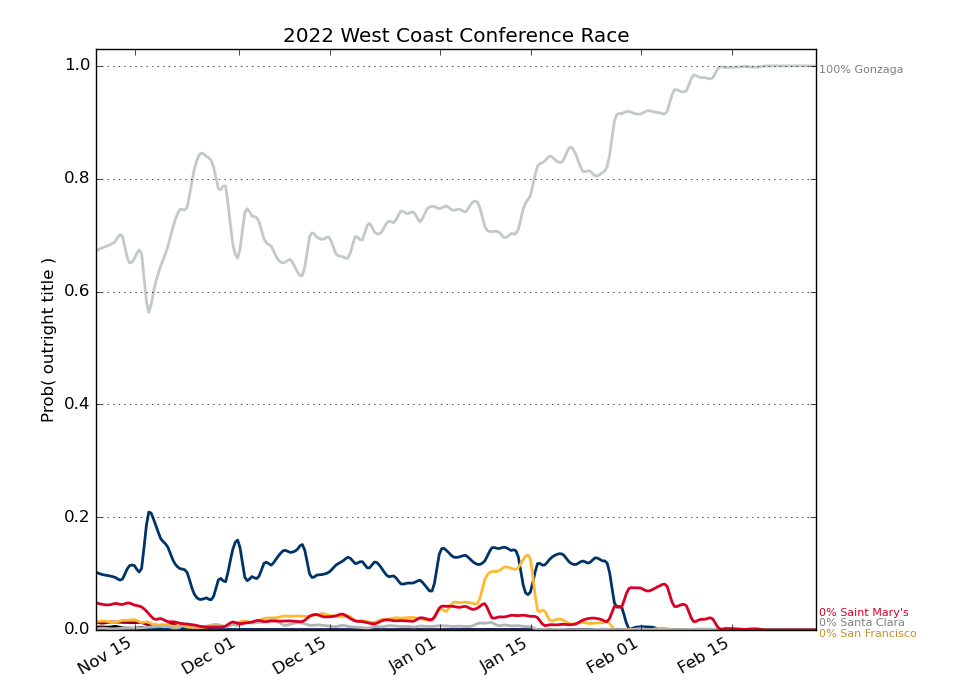 2022 West Coast Conference Race
1.0
0.8
0.6
0.4
0.2
0.0
Prob( outright title )
100% Gonzaga
0% Saint Mary's
0% Santa Clara
0% San Francisco
Nov 15
Dec 01
Dec 15
Jan 01
Jan 15
Feb 01
Feb 15